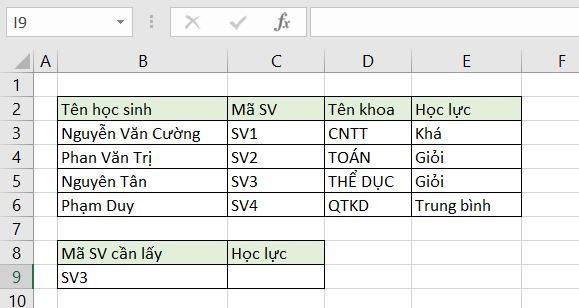 I9 fx
A B C D E F
1
2 Tên học sinh Mã SV Tên khoa Học lực
3 Nguyễn Văn Cường SV1 CNTT Khá
4 Phan Văn Trị SV2 TOÁN Giỏi
5 Nguyên Tân SV3 THỂ DỤC Giỏi
6 Phạm Duy SV4 QTKD Trung bình
7
8 Mã SV cần lấy Học lực
9 SV3
10